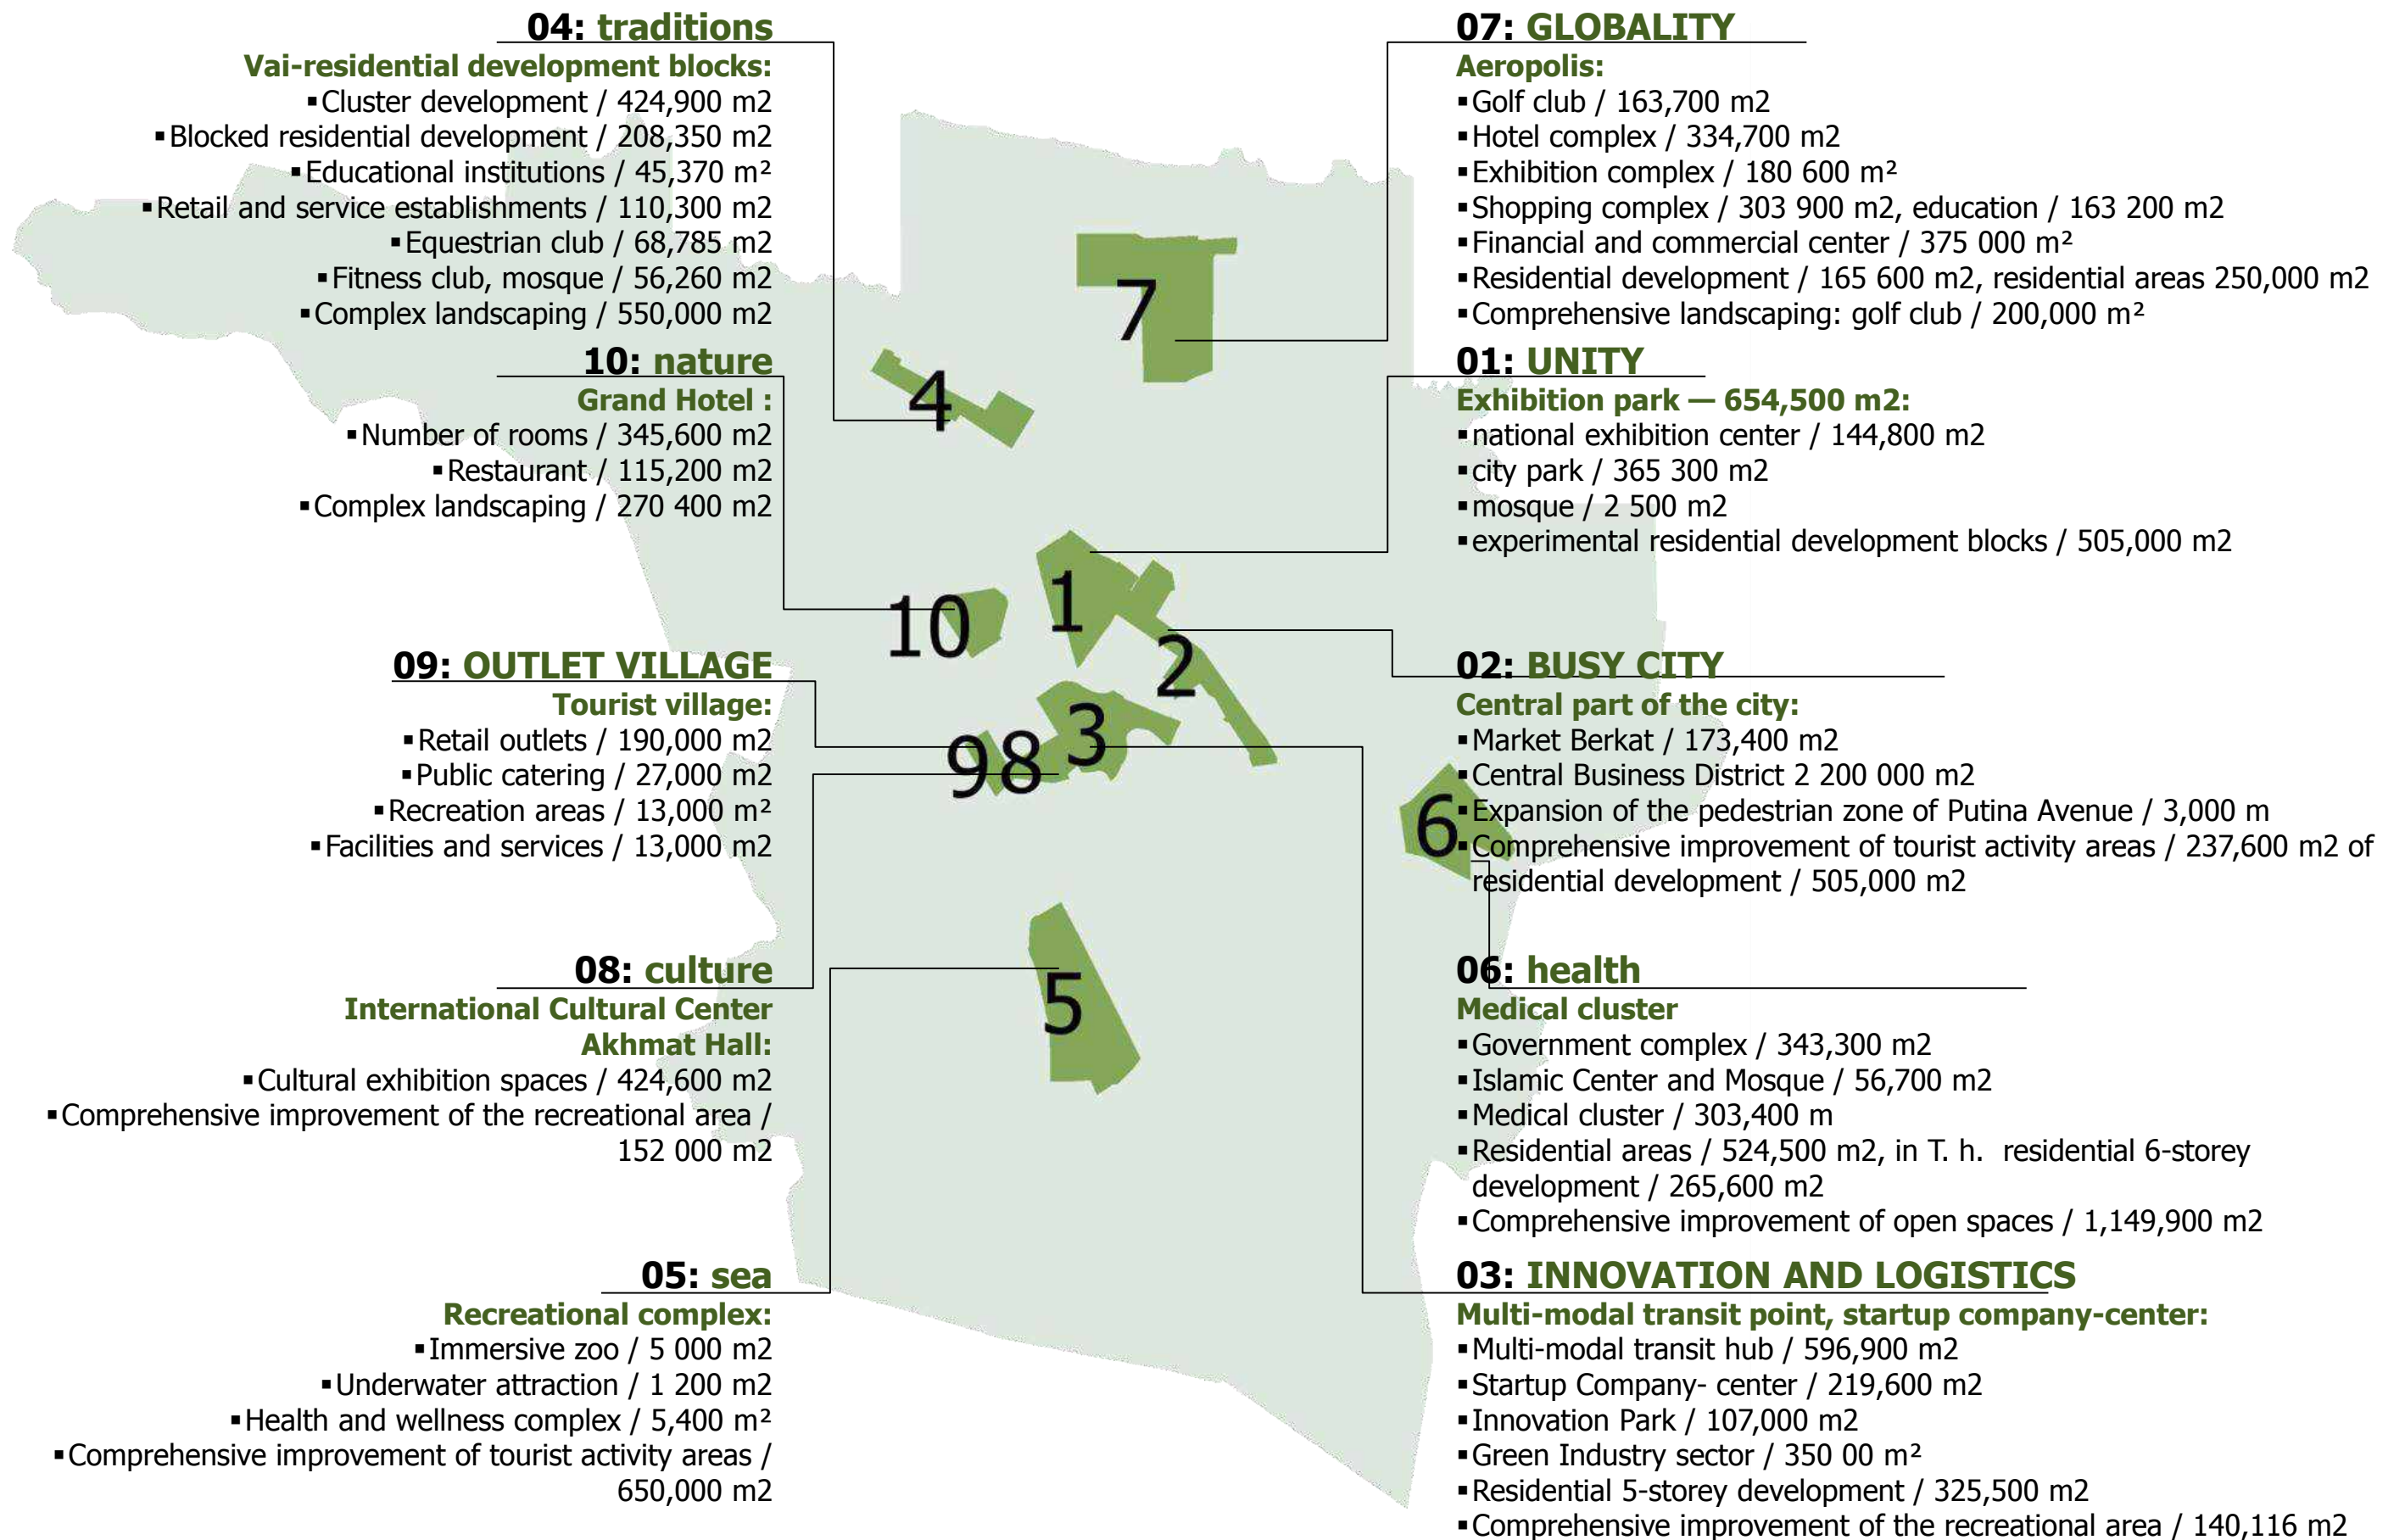 04: traditions
Vai-residential development blocks:
▪Cluster development / 424,900 m2
▪Blocked residential development / 208,350 m2
▪Educational institutions / 45,370 m²
▪Retail and service establishments / 110,300 m2
▪Equestrian club / 68,785 m2
▪Fitness club, mosque / 56,260 m2
▪Complex landscaping / 550,000 m2
10: nature
Grand Hotel :
▪Number of rooms / 345,600 m2
▪Restaurant / 115,200 m2
▪Complex landscaping / 270 400 m2
09: OUTLET VILLAGE
Tourist village:
▪Retail outlets / 190,000 m2
▪Public catering / 27,000 m2
▪Recreation areas / 13,000 m²
▪Facilities and services / 13,000 m2
08: culture
International Cultural Center
Akhmat Hall:
▪Cultural exhibition spaces / 424,600 m2
▪Comprehensive improvement of the recreational area /
152 000 m2
05: sea
Recreational complex:
▪Immersive zoo / 5 000 m2
▪Underwater attraction / 1 200 m2
▪Health and wellness complex / 5,400 m²
▪Comprehensive improvement of tourist activity areas /
650,000 m2
7
4
1
10
2
3
98
6
5
07: GLOBALITY
Aeropolis:
▪Golf club / 163,700 m2
▪Hotel complex / 334,700 m2
▪Exhibition complex / 180 600 m²
▪Shopping complex / 303 900 m2, education / 163 200 m2
▪Financial and commercial center / 375 000 m²
▪Residential development / 165 600 m2, residential areas 250,000 m2
▪Comprehensive landscaping: golf club / 200,000 m²
01: UNITY
Exhibition park — 654,500 m2:
▪national exhibition center / 144,800 m2
▪city park / 365 300 m2
▪mosque / 2 500 m2
▪experimental residential development blocks / 505,000 m2
02: BUSY CITY
Central part of the city:
▪Market Berkat / 173,400 m2
▪Central Business District 2 200 000 m2
▪Expansion of the pedestrian zone of Putina Avenue / 3,000 m
▪Comprehensive improvement of tourist activity areas / 237,600 m2 of
residential development / 505,000 m2
06: health
Medical cluster
▪Government complex / 343,300 m2
▪Islamic Center and Mosque / 56,700 m2
▪Medical cluster / 303,400 m
▪Residential areas / 524,500 m2, in T. h. residential 6-storey
development / 265,600 m2
▪Comprehensive improvement of open spaces / 1,149,900 m2
03: INNOVATION AND LOGISTICS
Multi-modal transit point, startup company-center:
▪Multi-modal transit hub / 596,900 m2
▪Startup Company- center / 219,600 m2
▪Innovation Park / 107,000 m2
▪Green Industry sector / 350 00 m²
▪Residential 5-storey development / 325,500 m2
▪Comprehensive improvement of the recreational area / 140,116 m2